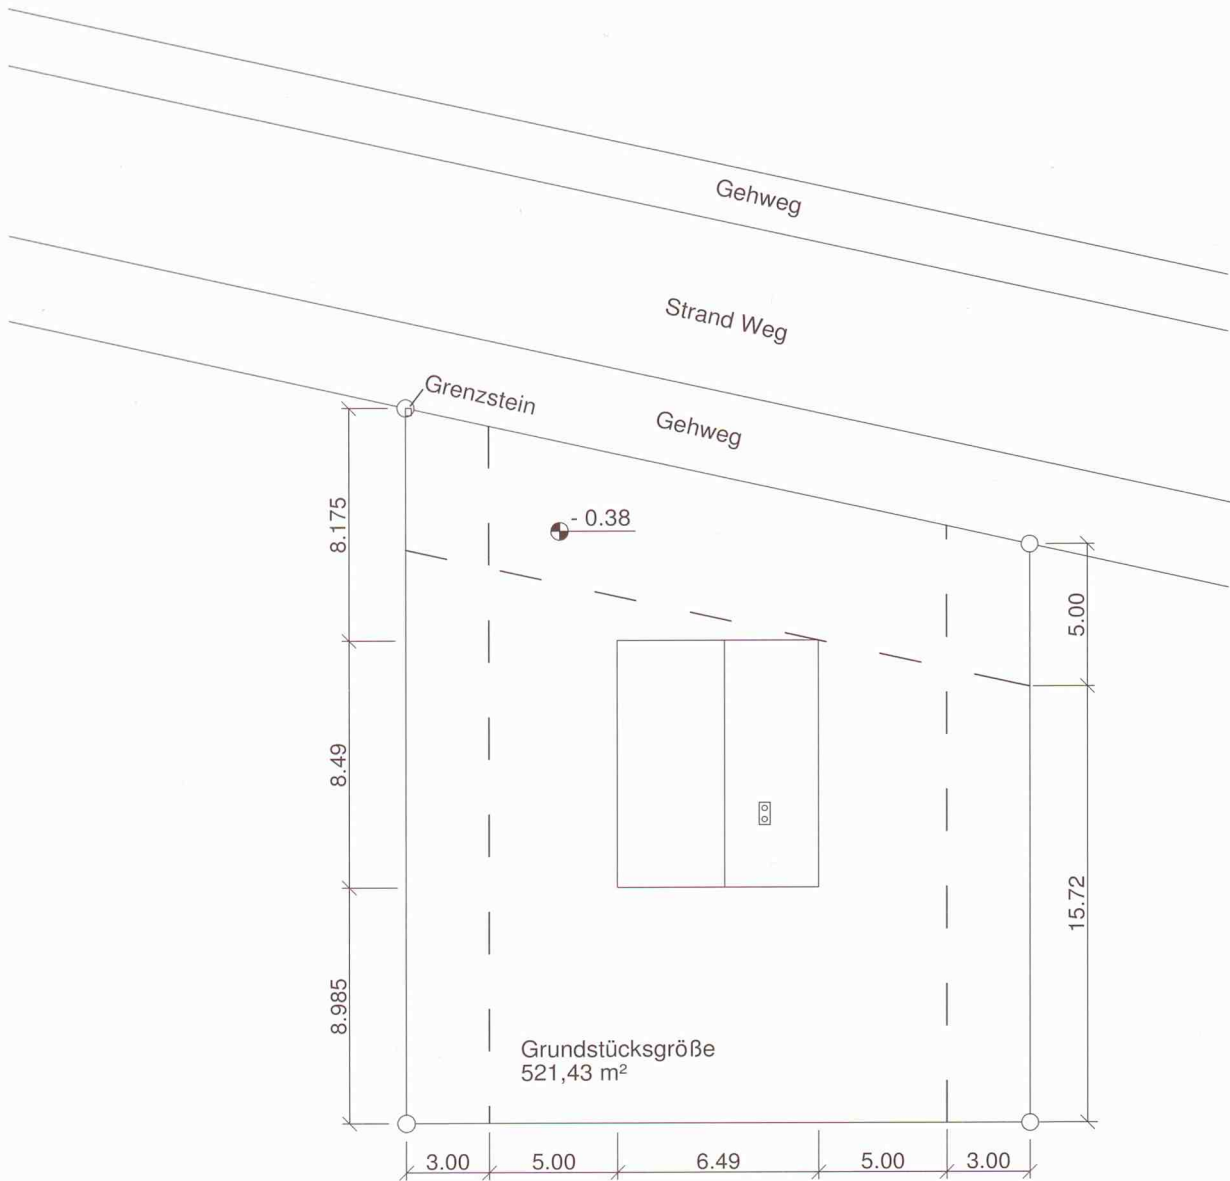 Gehweg
Strand Weg
Grenzstein
Gehweg
- 0.38
8.175
5.00
8.49
15.72
8.985
Grundstücksgröße
521,43 m²
3.00
5.00
6.49
5.00
3.00